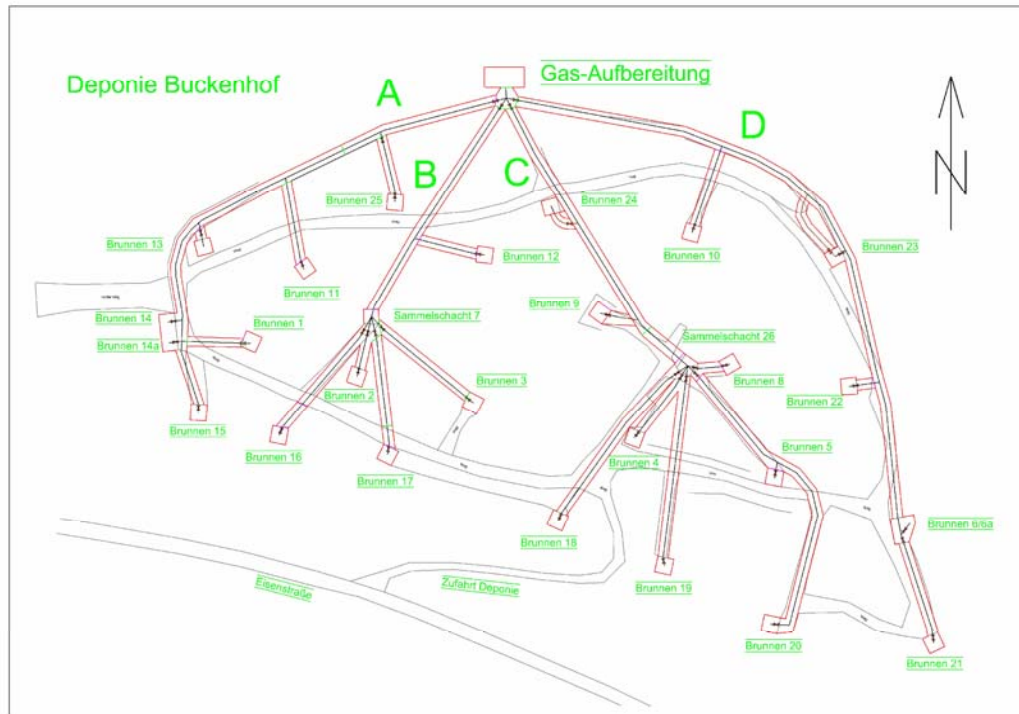 Deponie Buckenhof
Gas-Aufbereitung
A
D
B
C
Brunnen 25
Brunnen 24
Brunnen 13
Brunnen 10
Brunnen 23
Brunnen 12
Brunnen 11
Brunnen 9
Brunnen 14
Brunnen 1
Sammelschacht 7
Brunnen 14a
Sammelschacht 26
Brunnen 8
Brunnen 3
Brunnen 22
Brunnen 2
Brunnen 15
Brunnen 16
Brunnen 5
Brunnen 17
Brunnen 4
Brunnen 6/6a
Brunnen 18
Brunnen 19
Eisenstraße
Zufahrt Deponie
Brunnen 20
Brunnen 21
N